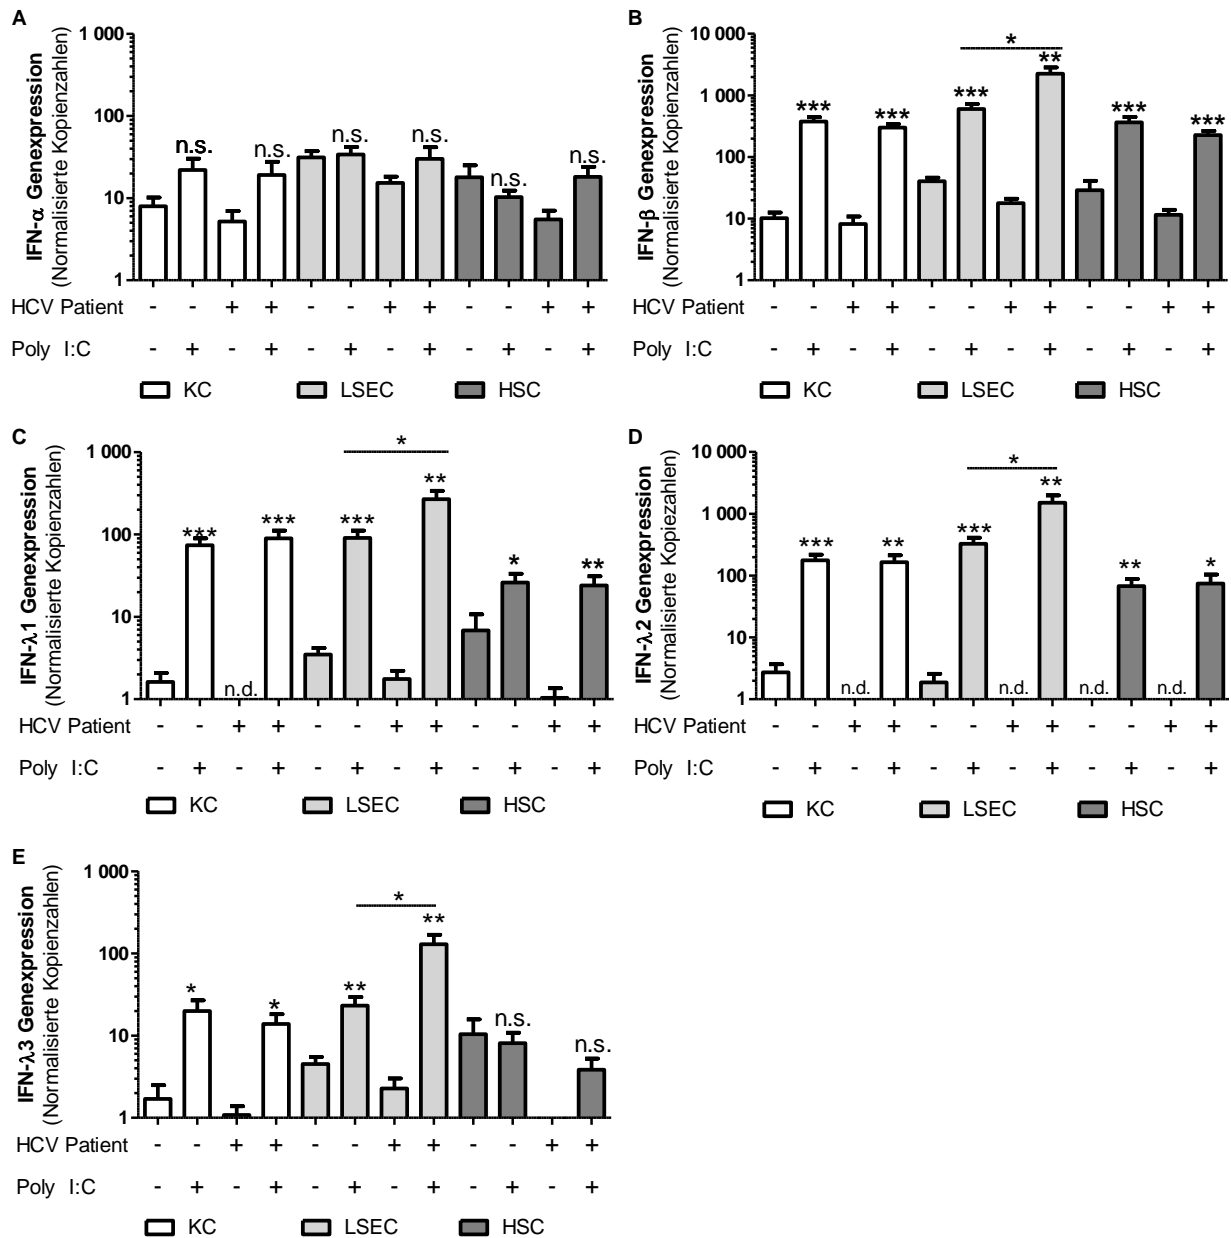 A
IFN-α Genexpression
(Normalisierte Kopienzahlen)
1 000
100
10
1
n.s. n.s. n.s. n.s. n.s. n.s.
HCV Patient - - + + - - + + - - + +
Poly I:C - + - + - + - + - + - +
KC LSEC HSC
B
IFN-β Genexpression
(Normalisierte Kopienzahlen)
10 000
1 000
100
10
1
*
*** *** *** ** *** ***
HCV Patient - - + + - - + + - - + +
Poly I:C - + - + - + - + - + - +
KC LSEC HSC
C
IFN-λ1 Genexpression
(Normalisierte Kopienzahlen)
1 000
100
10
1
*
*** n.d. *** *** ** * **
HCV Patient - - + + - - + + - - + +
Poly I:C - + - + - + - + - + - +
KC LSEC HSC
D
IFN-λ2 Genexpression
(Normalisierte Kopiezahlen)
10 000
1 000
100
10
1
*
*** n.d. ** *** n.d. ** n.d. ** n.d. *
HCV Patient - - + + - - + + - - + +
Poly I:C - + - + - + - + - + - +
KC LSEC HSC
E
IFN-λ3 Genexpression
(Normalisierte Kopienzahlen)
1 000
100
10
1
*
* * ** ** n.s. n.s.
HCV Patient - - + + - - + + - - + +
Poly I:C - + - + - + - + - + - +
KC LSEC HSC